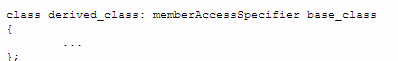 class derived_class: memberAccessSpecifier base_class
{
...
};